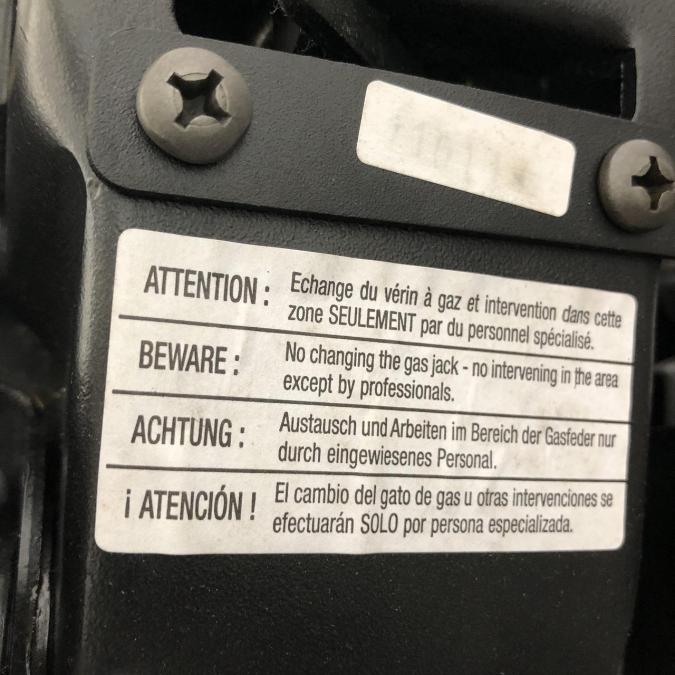 ATTENTION : Echange du vérin à gaz et intervention dans cette
zone SEULEMENT par du personnel spécialisé.
BEWARE : No changing the gas jack - no intervening in the area
except by professionals.
ACHTUNG : Austausch und Arbeiten im Bereich der Gasfeder nur
durch eingewiesenes Personal.
¡ ATENCIÓN ! El cambio del gato de gas u otras intervenciones se
efectuarán SOLO por persona especializada.